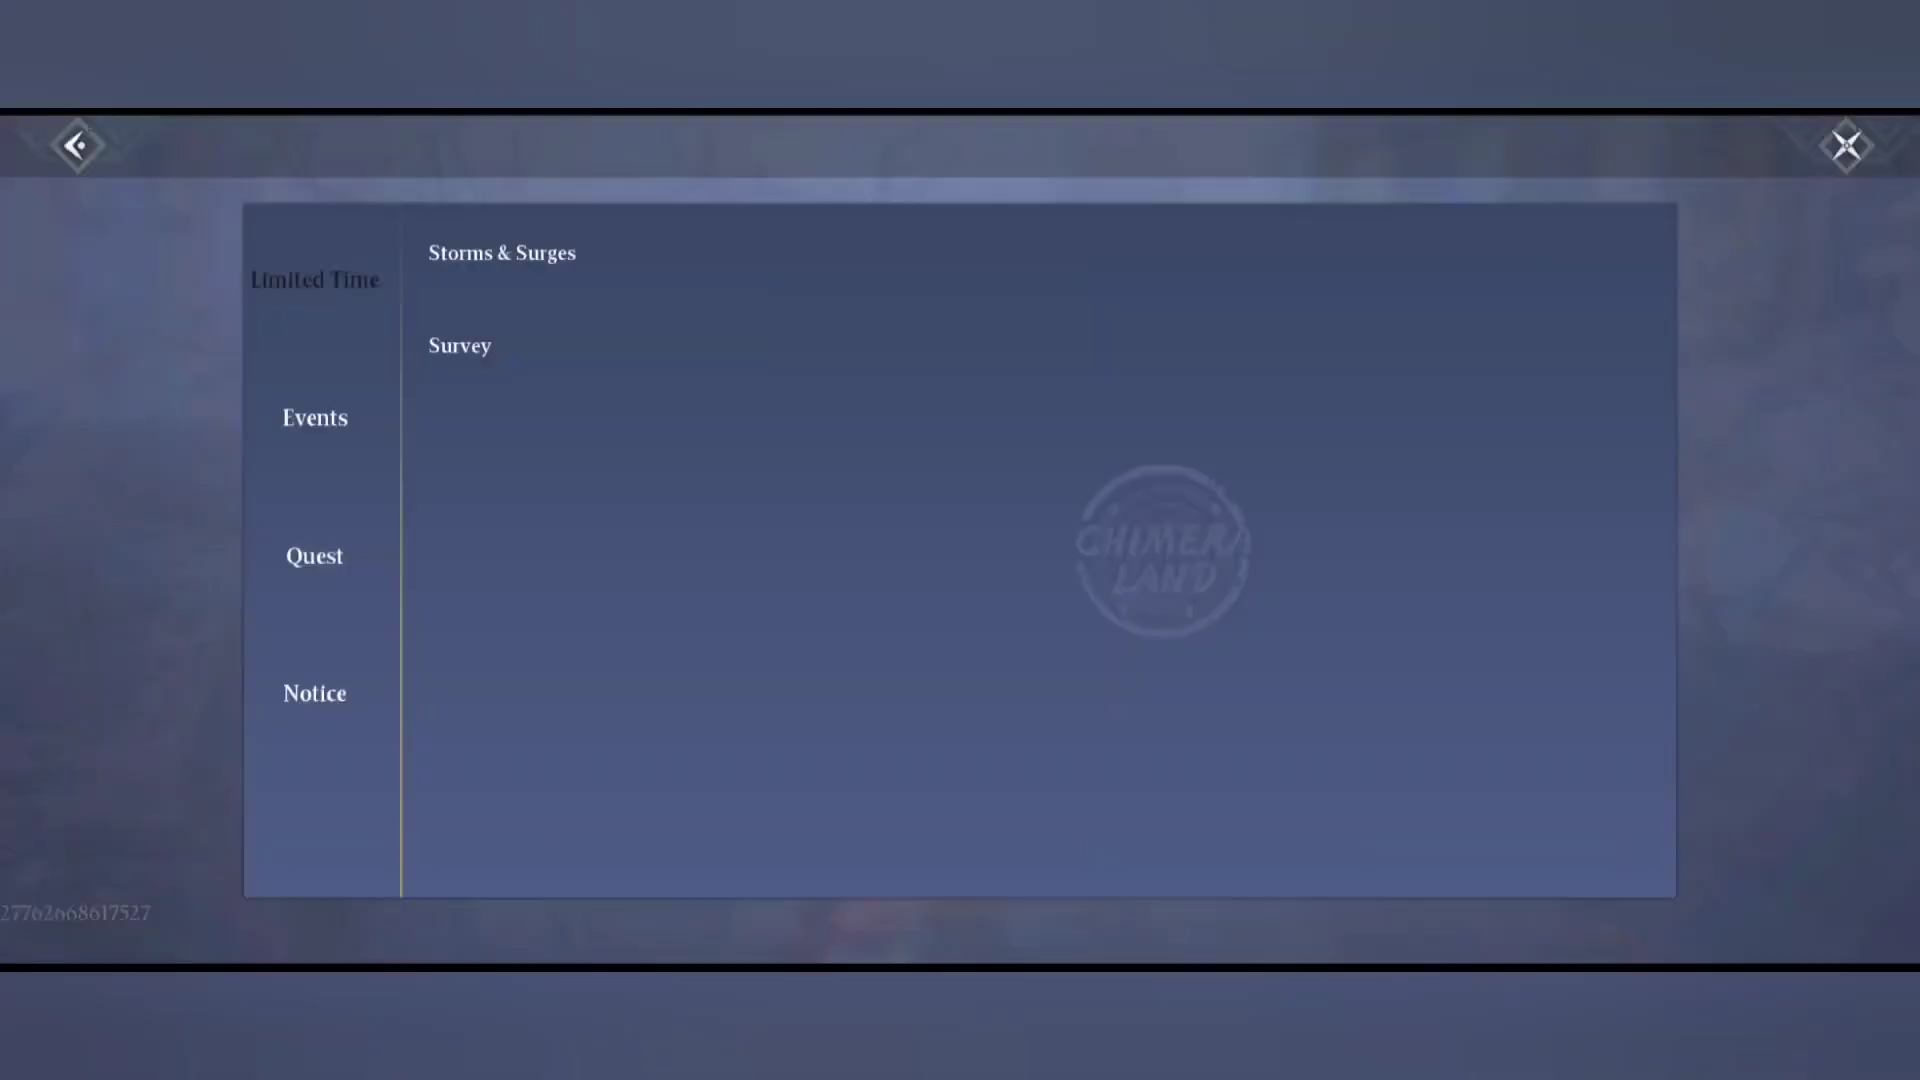 Storms & Surges
Limited Time
Survey
Events
CHIMERA
LAND
Quest
Notice
27762668617527